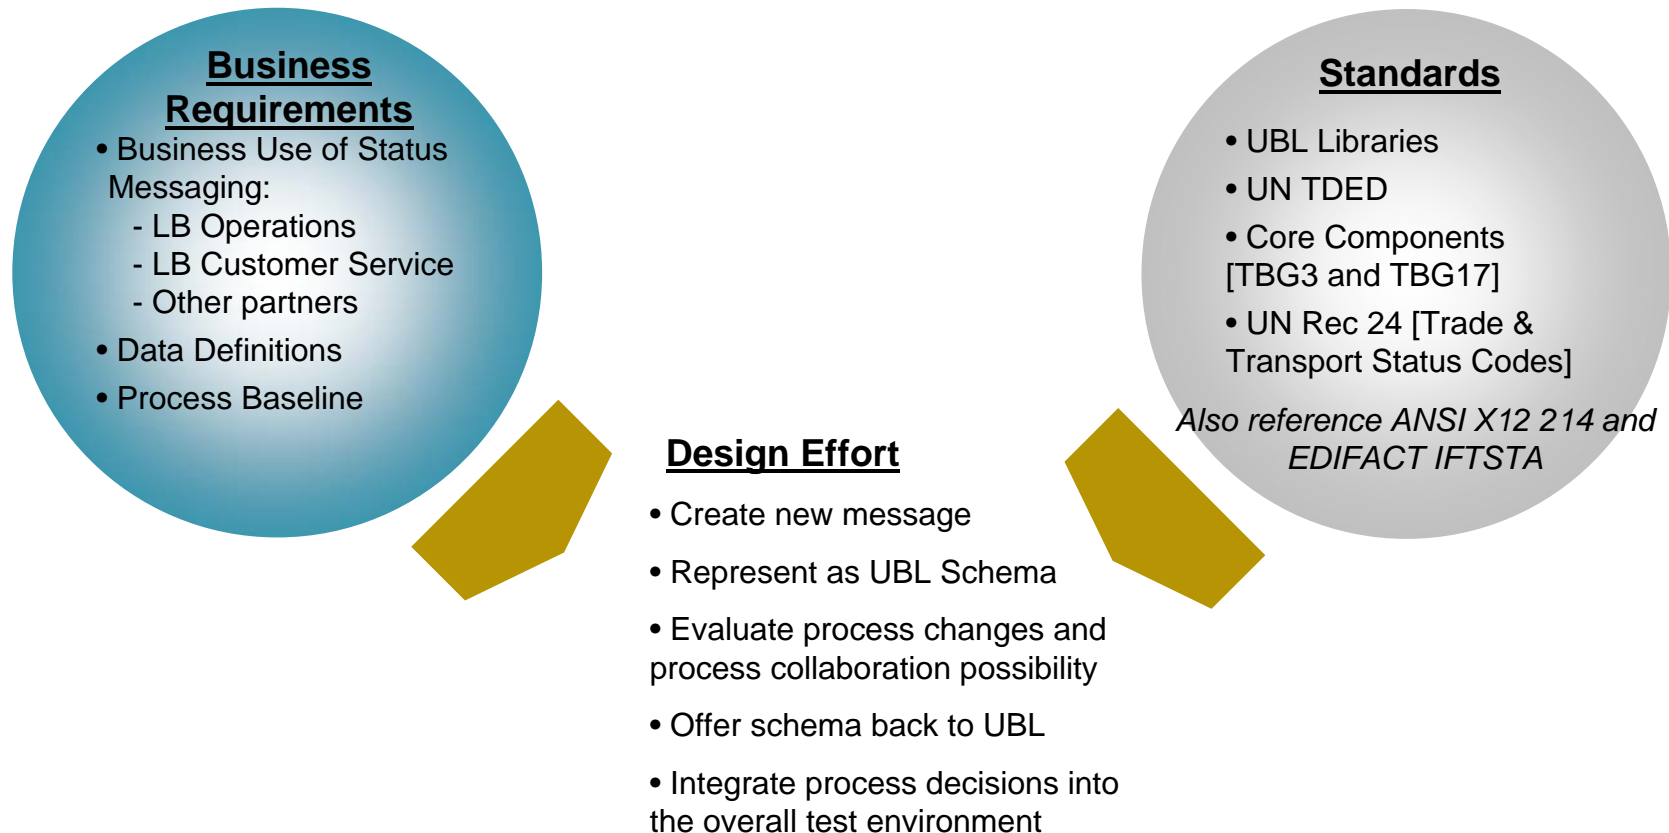 Business
Requirements
• Business Use of Status
Messaging:
- LB Operations
- LB Customer Service
- Other partners
• Data Definitions
• Process Baseline
Standards
• UBL Libraries
• UN TDED
• Core Components
[TBG3 and TBG17]
• UN Rec 24 [Trade &
Transport Status Codes]
Also reference ANSI X12 214 and
EDIFACT IFTSTA
Design Effort
• Create new message
• Represent as UBL Schema
• Evaluate process changes and
process collaboration possibility
• Offer schema back to UBL
• Integrate process decisions into
the overall test environment